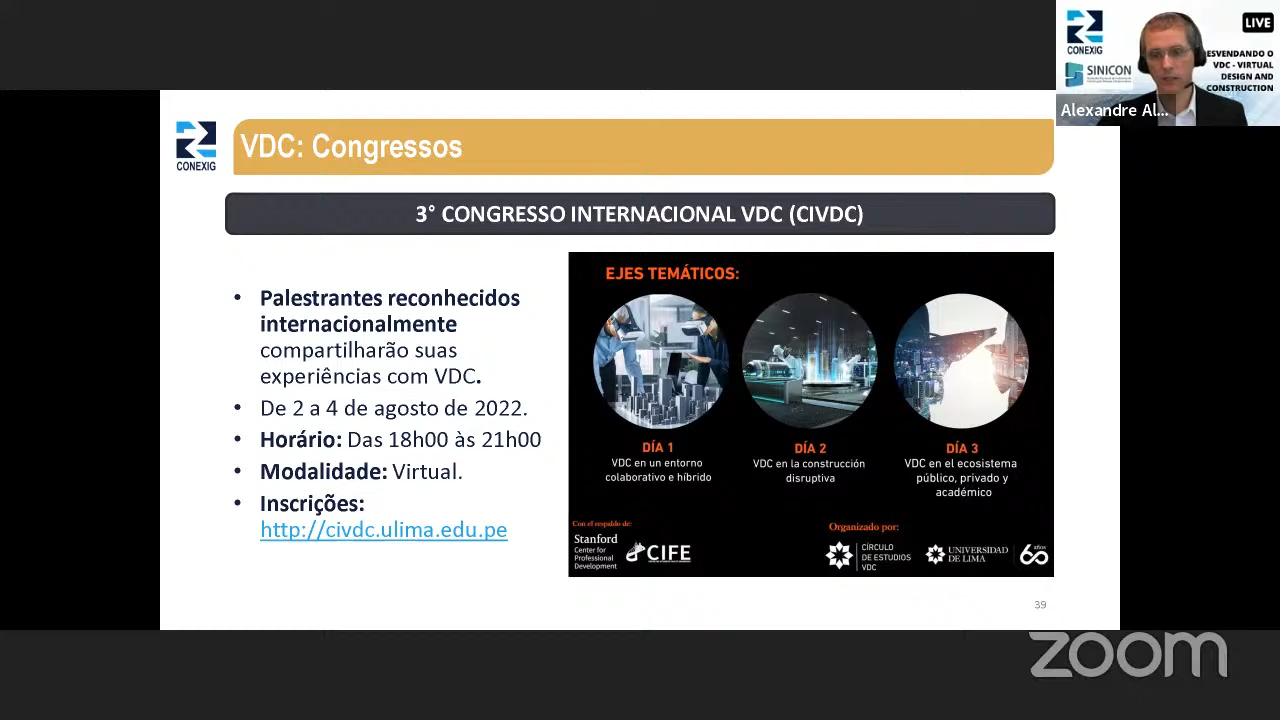 CONEXIG
SINICON
LIVE
ESVENDANDO O
VDC - VIRTUAL
DESIGN AND
CONSTRUCTION
Alexandre Al...
CONEXIG
VDC: Congressos
3° CONGRESSO INTERNACIONAL VDC (CIVDC)
• Palestrantes reconhecidos
internacionalmente
compartilharão suas
experiências com VDC.
• De 2 a 4 de agosto de 2022.
• Horário: Das 18h00 às 21h00
• Modalidade: Virtual.
• Inscrições:
http://civdc.ulima.edu.pe
EJES TEMÁTICOS:
DÍA 1
VDC en un entorno
colaborativo e híbrido
DÍA 2
VDC en la construcción
disruptiva
DÍA 3
VDC en el ecosistema
público, privado y
académico
Con el respaldo de:
Stanford
Center for
Professional
Development
CIFE
Organizado por:
CÍRCULO
DE ESTUDIOS
VDC
UNIVERSIDAD
DE LIMA
60 años
39
zoom